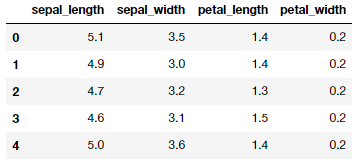 sepal_length sepal_width petal_length petal_width
0 5.1 3.5 1.4 0.2
1 4.9 3.0 1.4 0.2
2 4.7 3.2 1.3 0.2
3 4.6 3.1 1.5 0.2
4 5.0 3.6 1.4 0.2